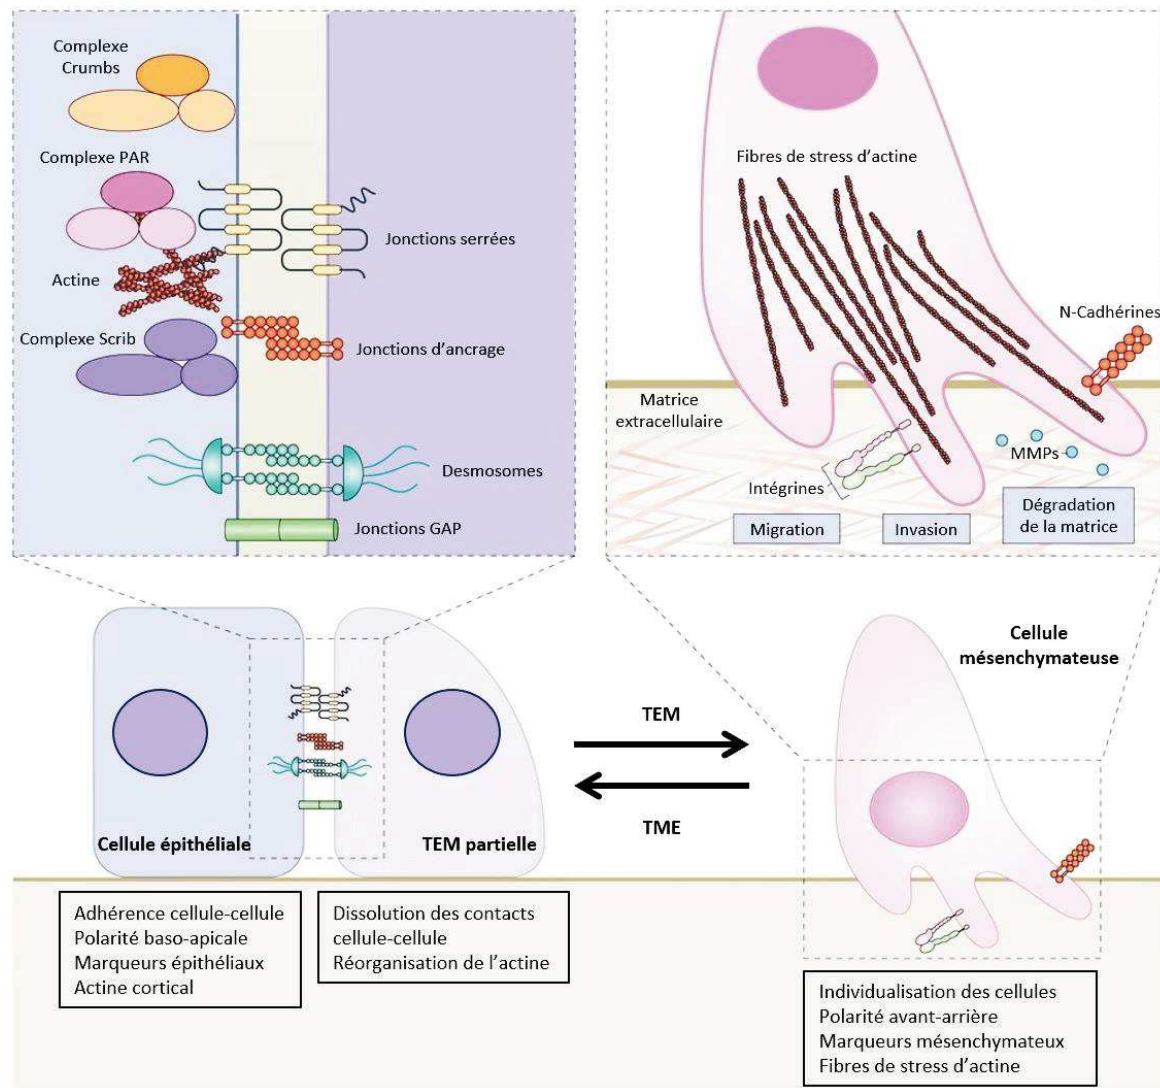 Complexe
Crumbs
Complexe PAR
Jonctions serrées
Actine
Complexe Scrib
Jonctions d'ancrage
Desmosomes
Jonctions GAP
Fibres de stress d'actine
N-Cadhérines
Matrice
extracellulaire
MMPs
Intégrines
Migration
Invasion
Dégradation
de la matrice
Cellule épithéliale
TEM partielle
TEM
TME
Cellule
mésenchymateuse
Adhérence cellule-cellule
Polarité baso-apicale
Marqueurs épithéliaux
Actine cortical
Dissolution des contacts
cellule-cellule
Réorganisation de l'actine
Individualisation des cellules
Polarité avant-arrière
Marqueurs mésenchymateux
Fibres de stress d'actine